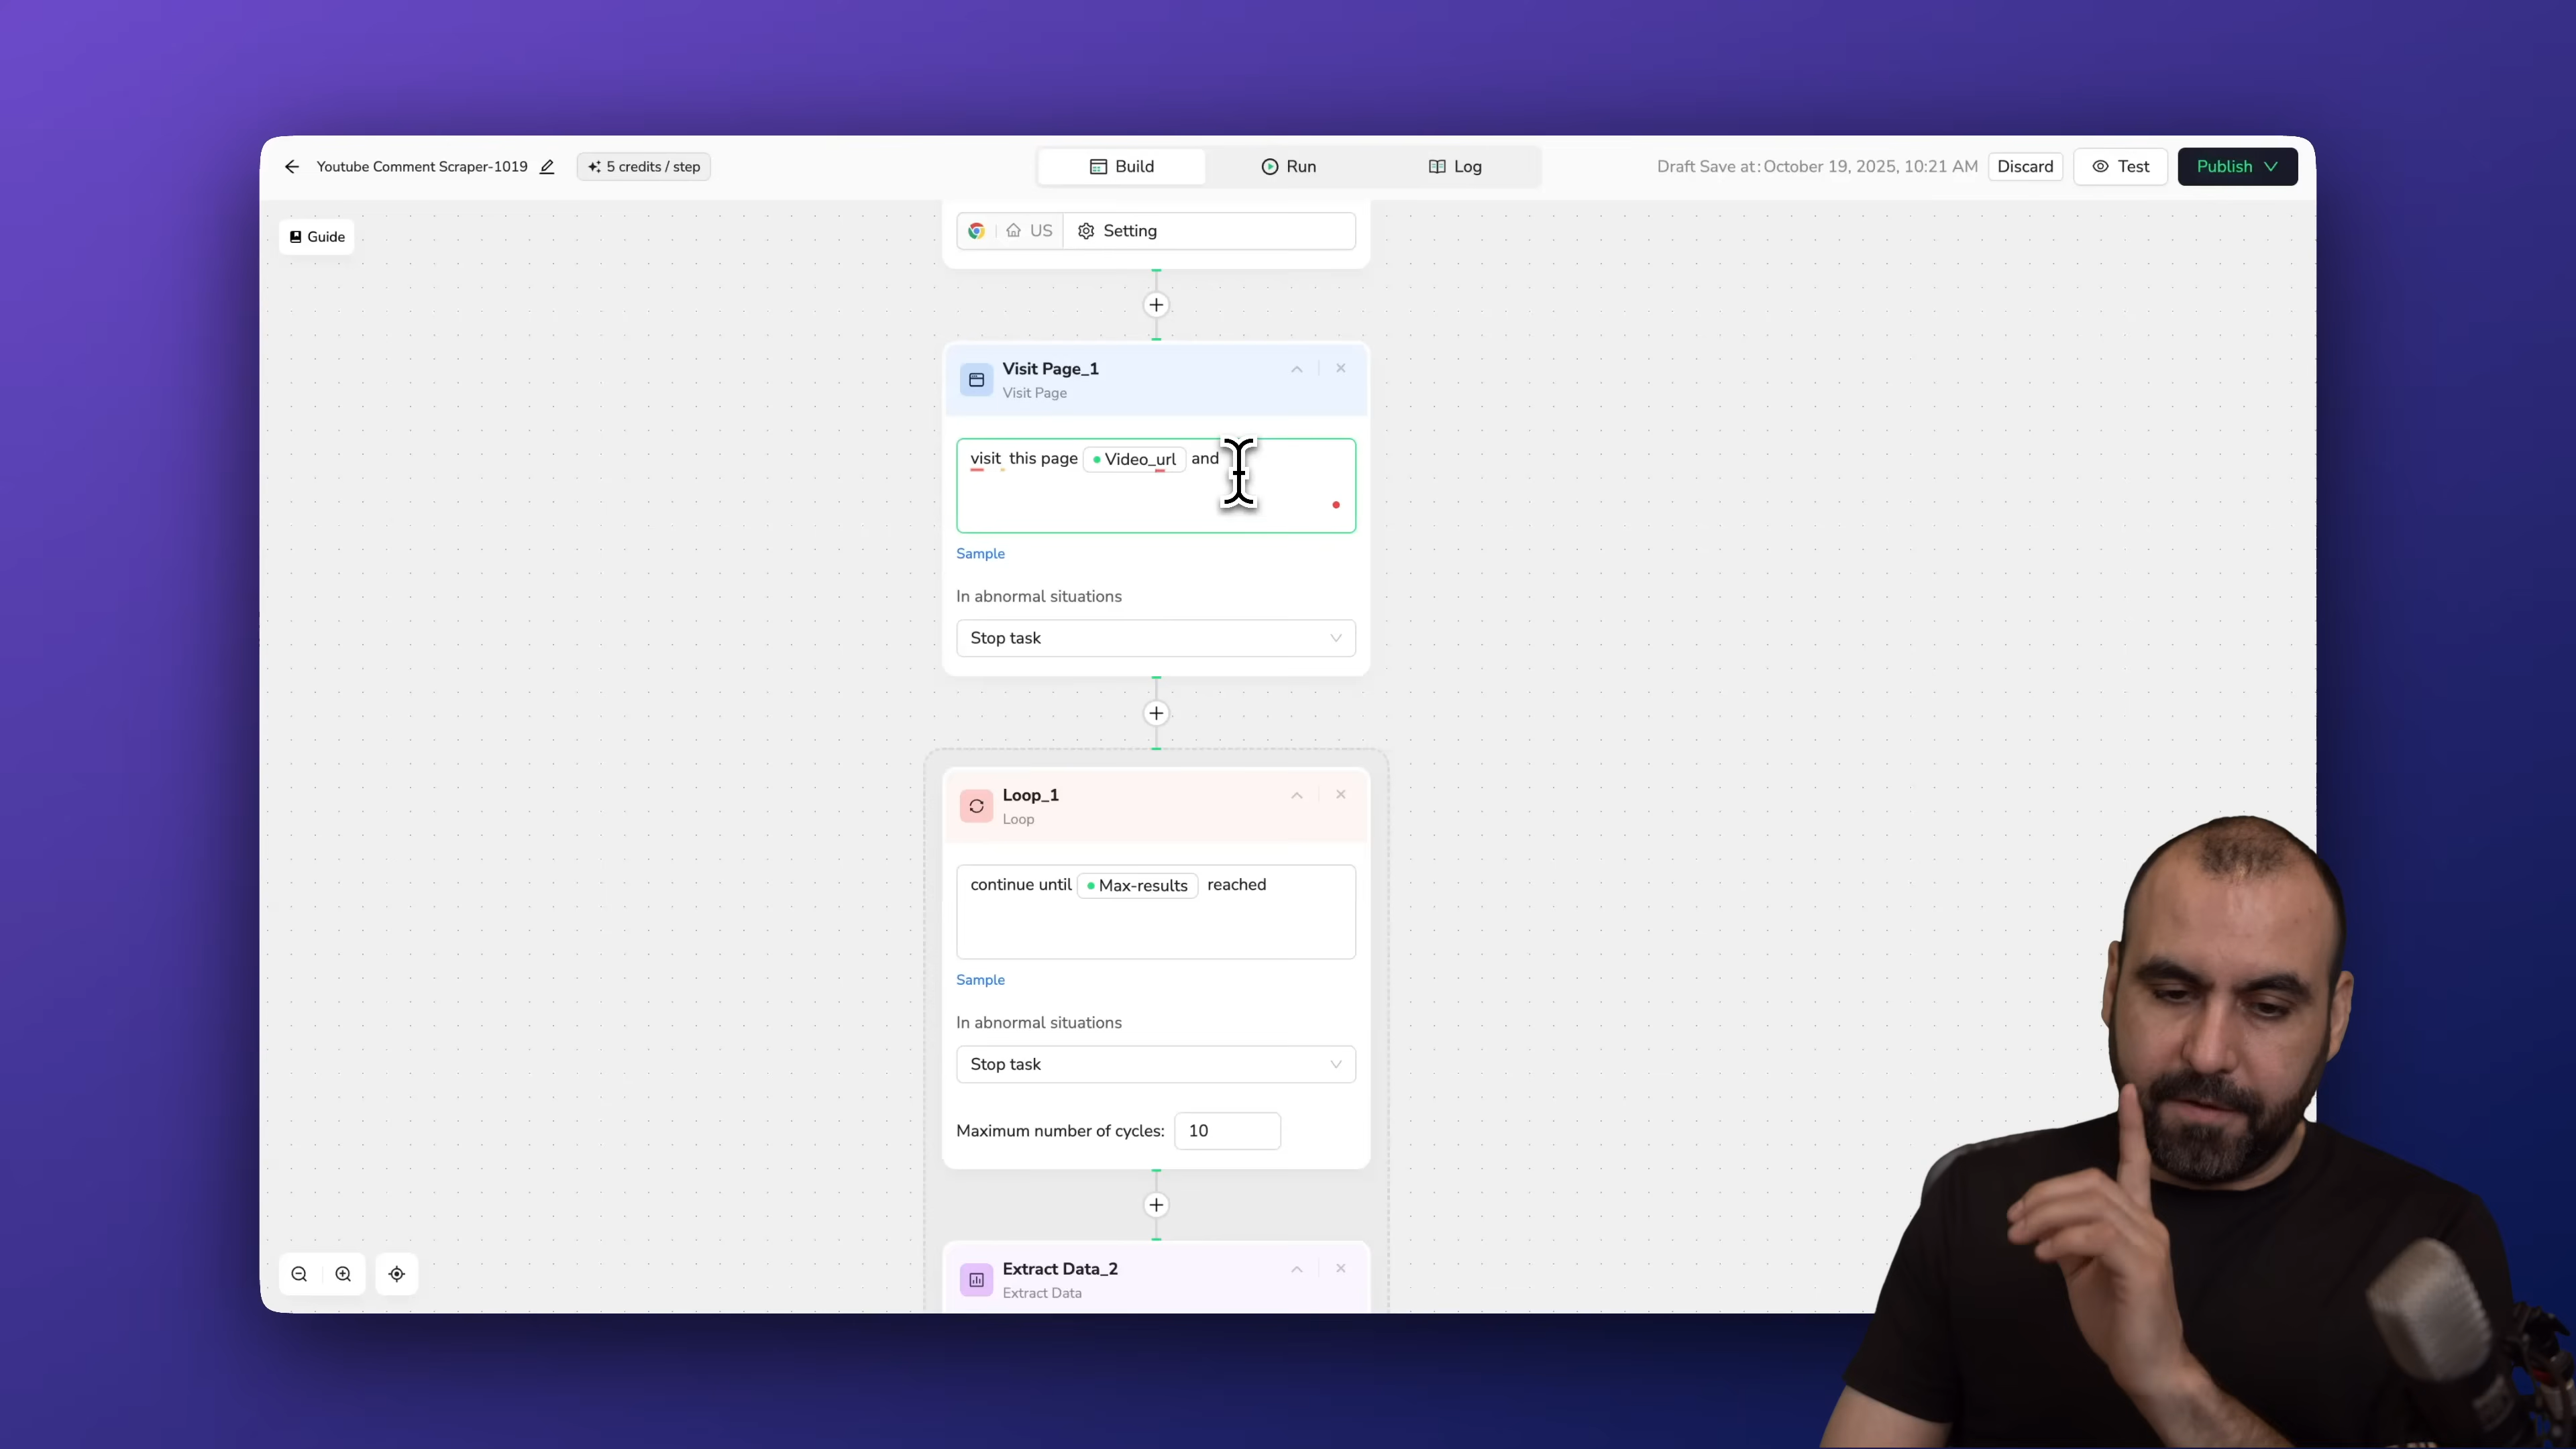 Youtube Comment Scraper-1019
5 credits / step
Build
Run
Log
Draft Save at: October 19, 2025, 10:21 AM
Discard
Test
Publish
Guide
US
Setting
Visit Page_1
Visit Page
visit this page Video_url and
Sample
In abnormal situations
Stop task
Loop_1
Loop
continue until Max-results reached
Sample
In abnormal situations
Stop task
Maximum number of cycles: 10
Extract Data_2
Extract Data